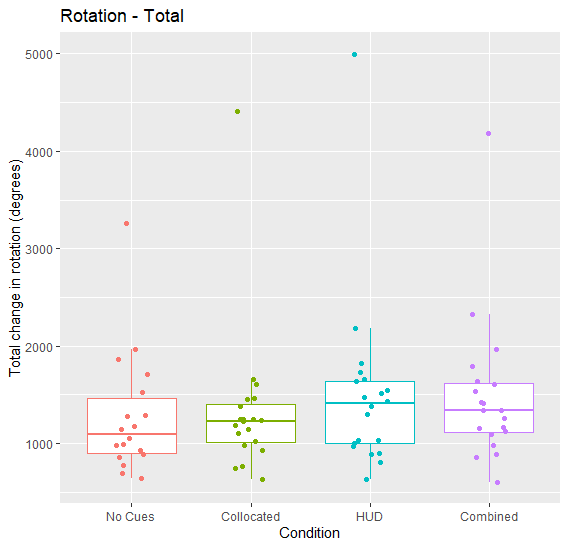 Rotation - Total
Total change in rotation (degrees)
5000
4000
3000
2000
1000
No Cues
Collocated
HUD
Combined
Condition